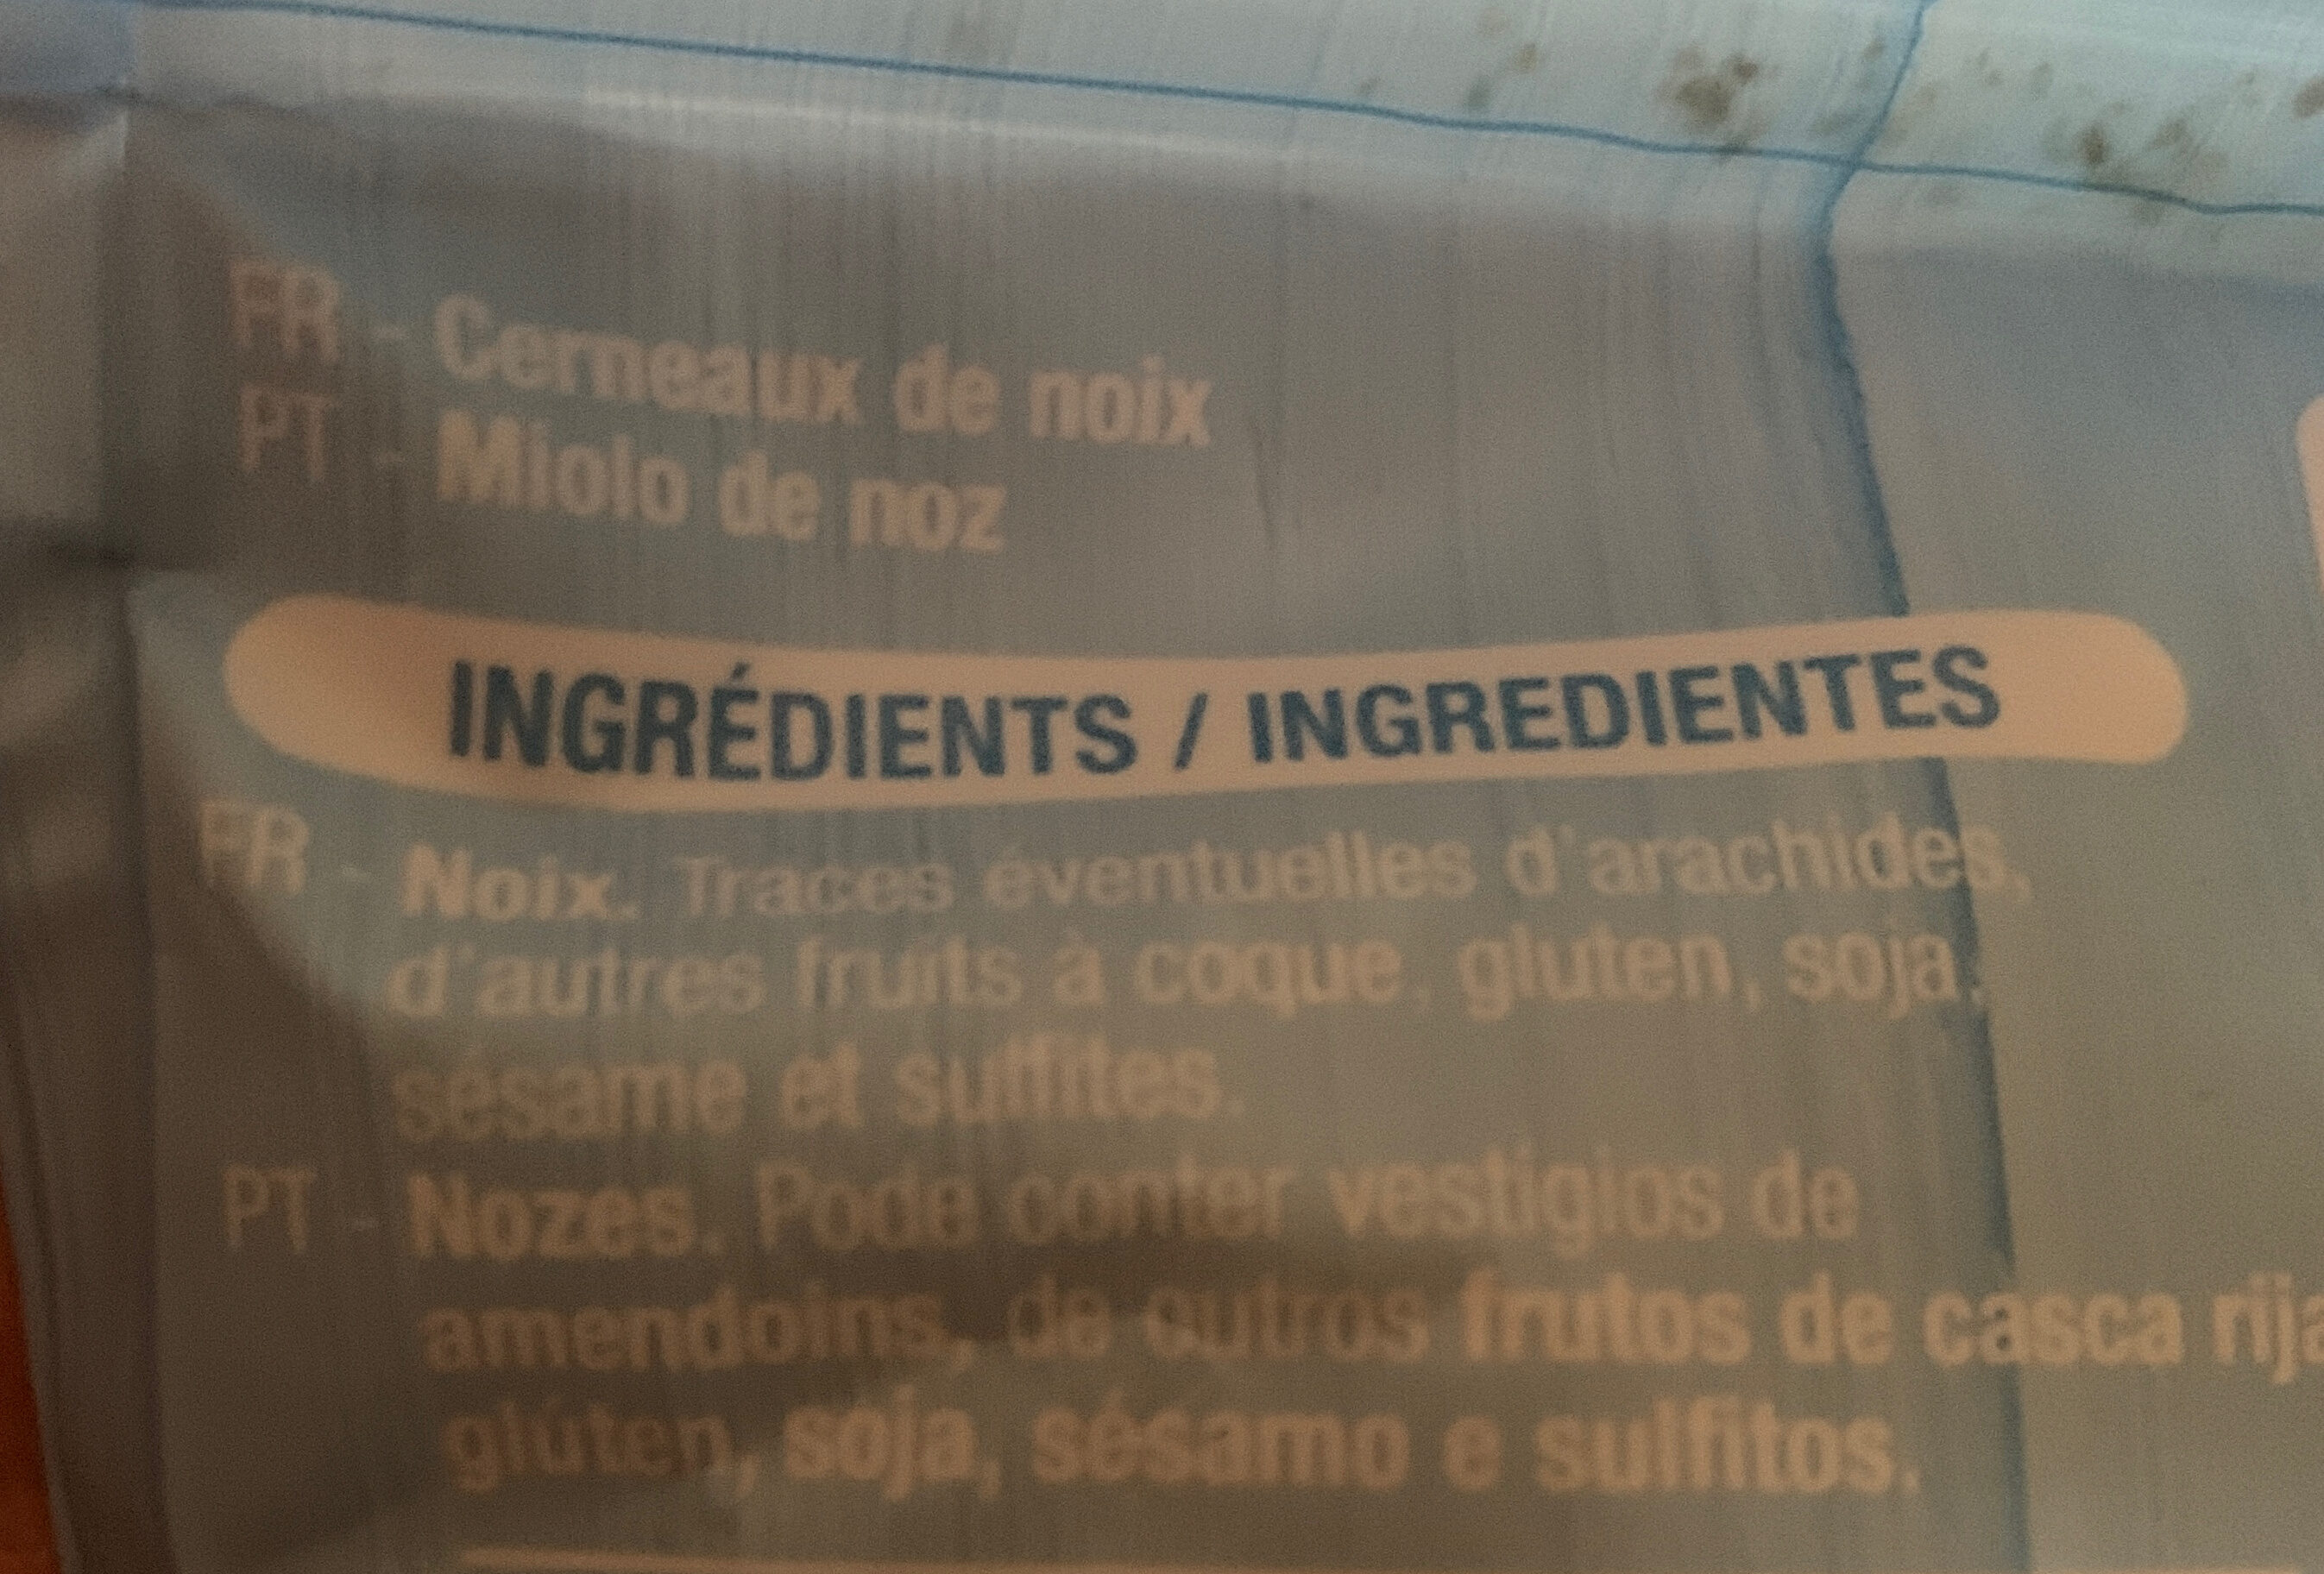 FR - Cerneaux de noix
PT - Miolo de noz
INGRÉDIENTS / INGREDIENTES
FR - Noix. Traces éventuelles d'arachides,
d'autres fruits à coque, gluten, soja,
sésame et sulfites.
PT - Nozes. Pode conter vestígios de
amendoins, de outros frutos de casca rija
glúten, soja, sésamo e sulfitos.